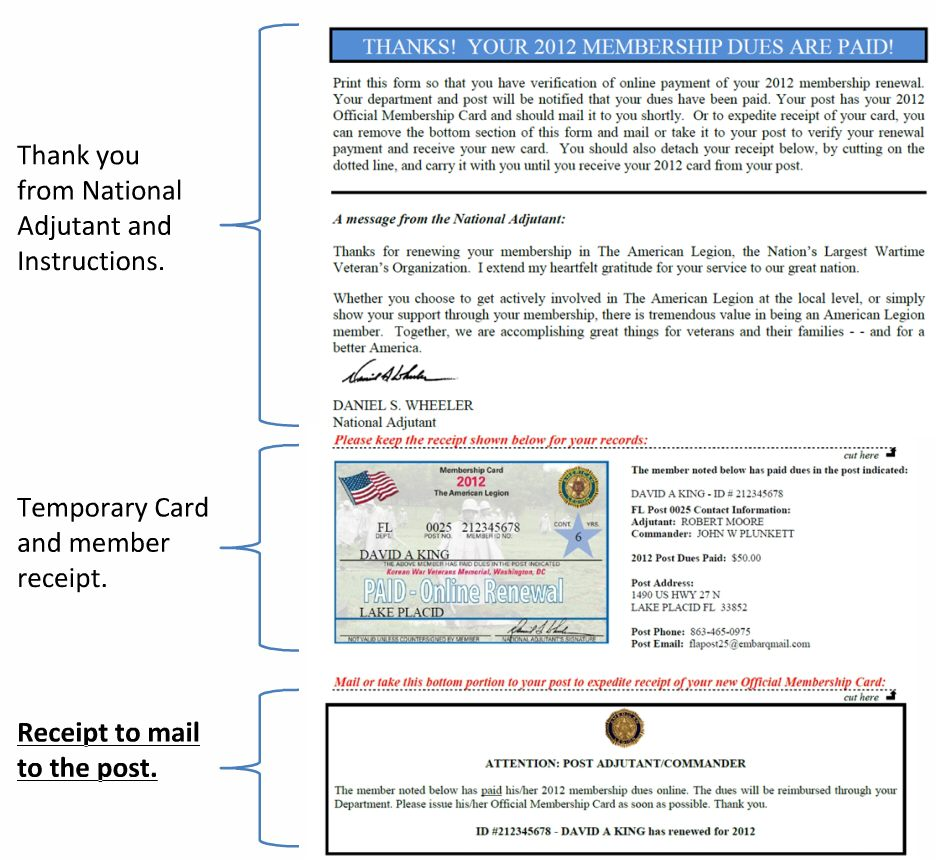 Thank you
from National
Adjutant and
Instructions.
THANKS! YOUR 2012 MEMBERSHIP DUES ARE PAID!
Print this form so that you have verification of online payment of your 2012 membership renewal.
Your department and post will be notified that your dues have been paid. Your post has your 2012
Official Membership Card and should mail it to you shortly. Or to expedite receipt of your card, you
can remove the bottom section of this form and mail or take it to your post to verify your renewal
payment and receive your new card. You should also detach your receipt below, by cutting on the
dotted line, and carry it with you until you receive your 2012 card from your post.
A message from the National Adjutant:
Thanks for renewing your membership in The American Legion, the Nation's Largest Wartime
Veteran's Organization. I extend my heartfelt gratitude for your service to our great nation.
Whether you choose to get actively involved in The American Legion at the local level, or simply
show your support through your membership, there is tremendous value in being an American Legion
member. Together, we are accomplishing great things for veterans and their families - - and for a
better America.
DANIEL S. WHEELER
National Adjutant
Please keep the receipt shown below for your records:
cut here
Temporary Card
and member
receipt.
Membership Card
2012
The American Legion
FL 0025 212345678
DEPT. POST NO. MEMBER ID NO.
CONT. YRS.
6
DAVID A KING
THE ABOVE MEMBER HAS PAID DUES IN THE POST INDICATED
Korean War Veterans Memorial, Washington, DC
PAID - Online Renewal
LAKE PLACID
NOT VALID UNLESS COUNTERSIGNED BY MEMBER
NATIONAL ADJUTANT'S SIGNATURE
The member noted below has paid dues in the post indicated:
DAVID A KING - ID # 212345678
FL Post 0025 Contact Information:
Adjutant: ROBERT MOORE
Commander: JOHN W PLUNKETT
2012 Post Dues Paid: $50.00
Post Address:
1490 US HWY 27 N
LAKE PLACID FL 33852
Post Phone: 863-465-0975
Post Email: flapost25@embarqmail.com
Mail or take this bottom portion to your post to expedite receipt of your new Official Membership Card:
cut here
Receipt to mail
to the post.
ATTENTION: POST ADJUTANT/COMMANDER
The member noted below has paid his/her 2012 membership dues online. The dues will be reimbursed through your
Department. Please issue his/her Official Membership Card as soon as possible. Thank you.
ID #212345678 - DAVID A KING has renewed for 2012